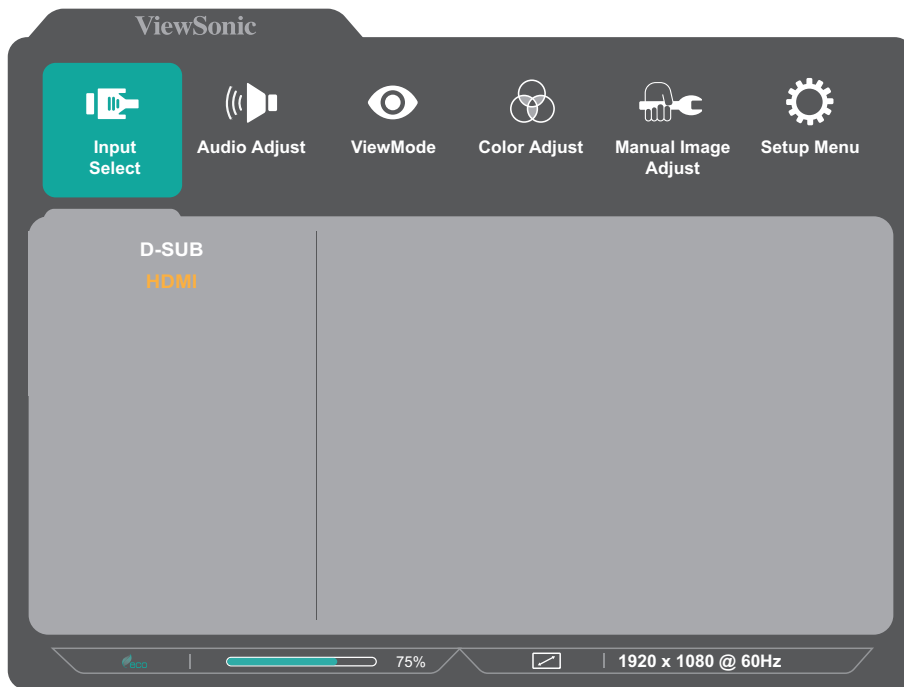 ViewSonic
Input
Select
Audio Adjust
ViewMode
Color Adjust
Manual Image
Adjust
Setup Menu
D-SUB
HDMI
eco
75%
1920 x 1080 @ 60Hz